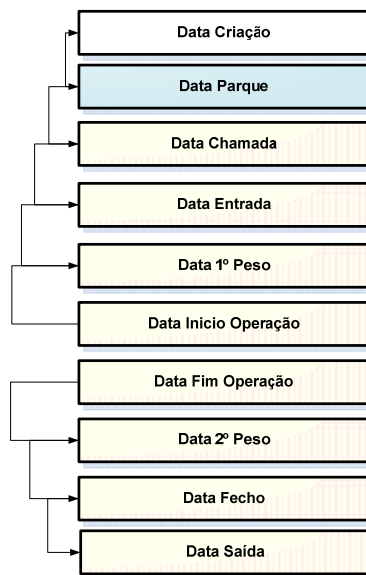 Data Criação
Data Parque
Data Chamada
Data Entrada
Data 1º Peso
Data Inicio Operação
Data Fim Operação
Data 2º Peso
Data Fecho
Data Saída